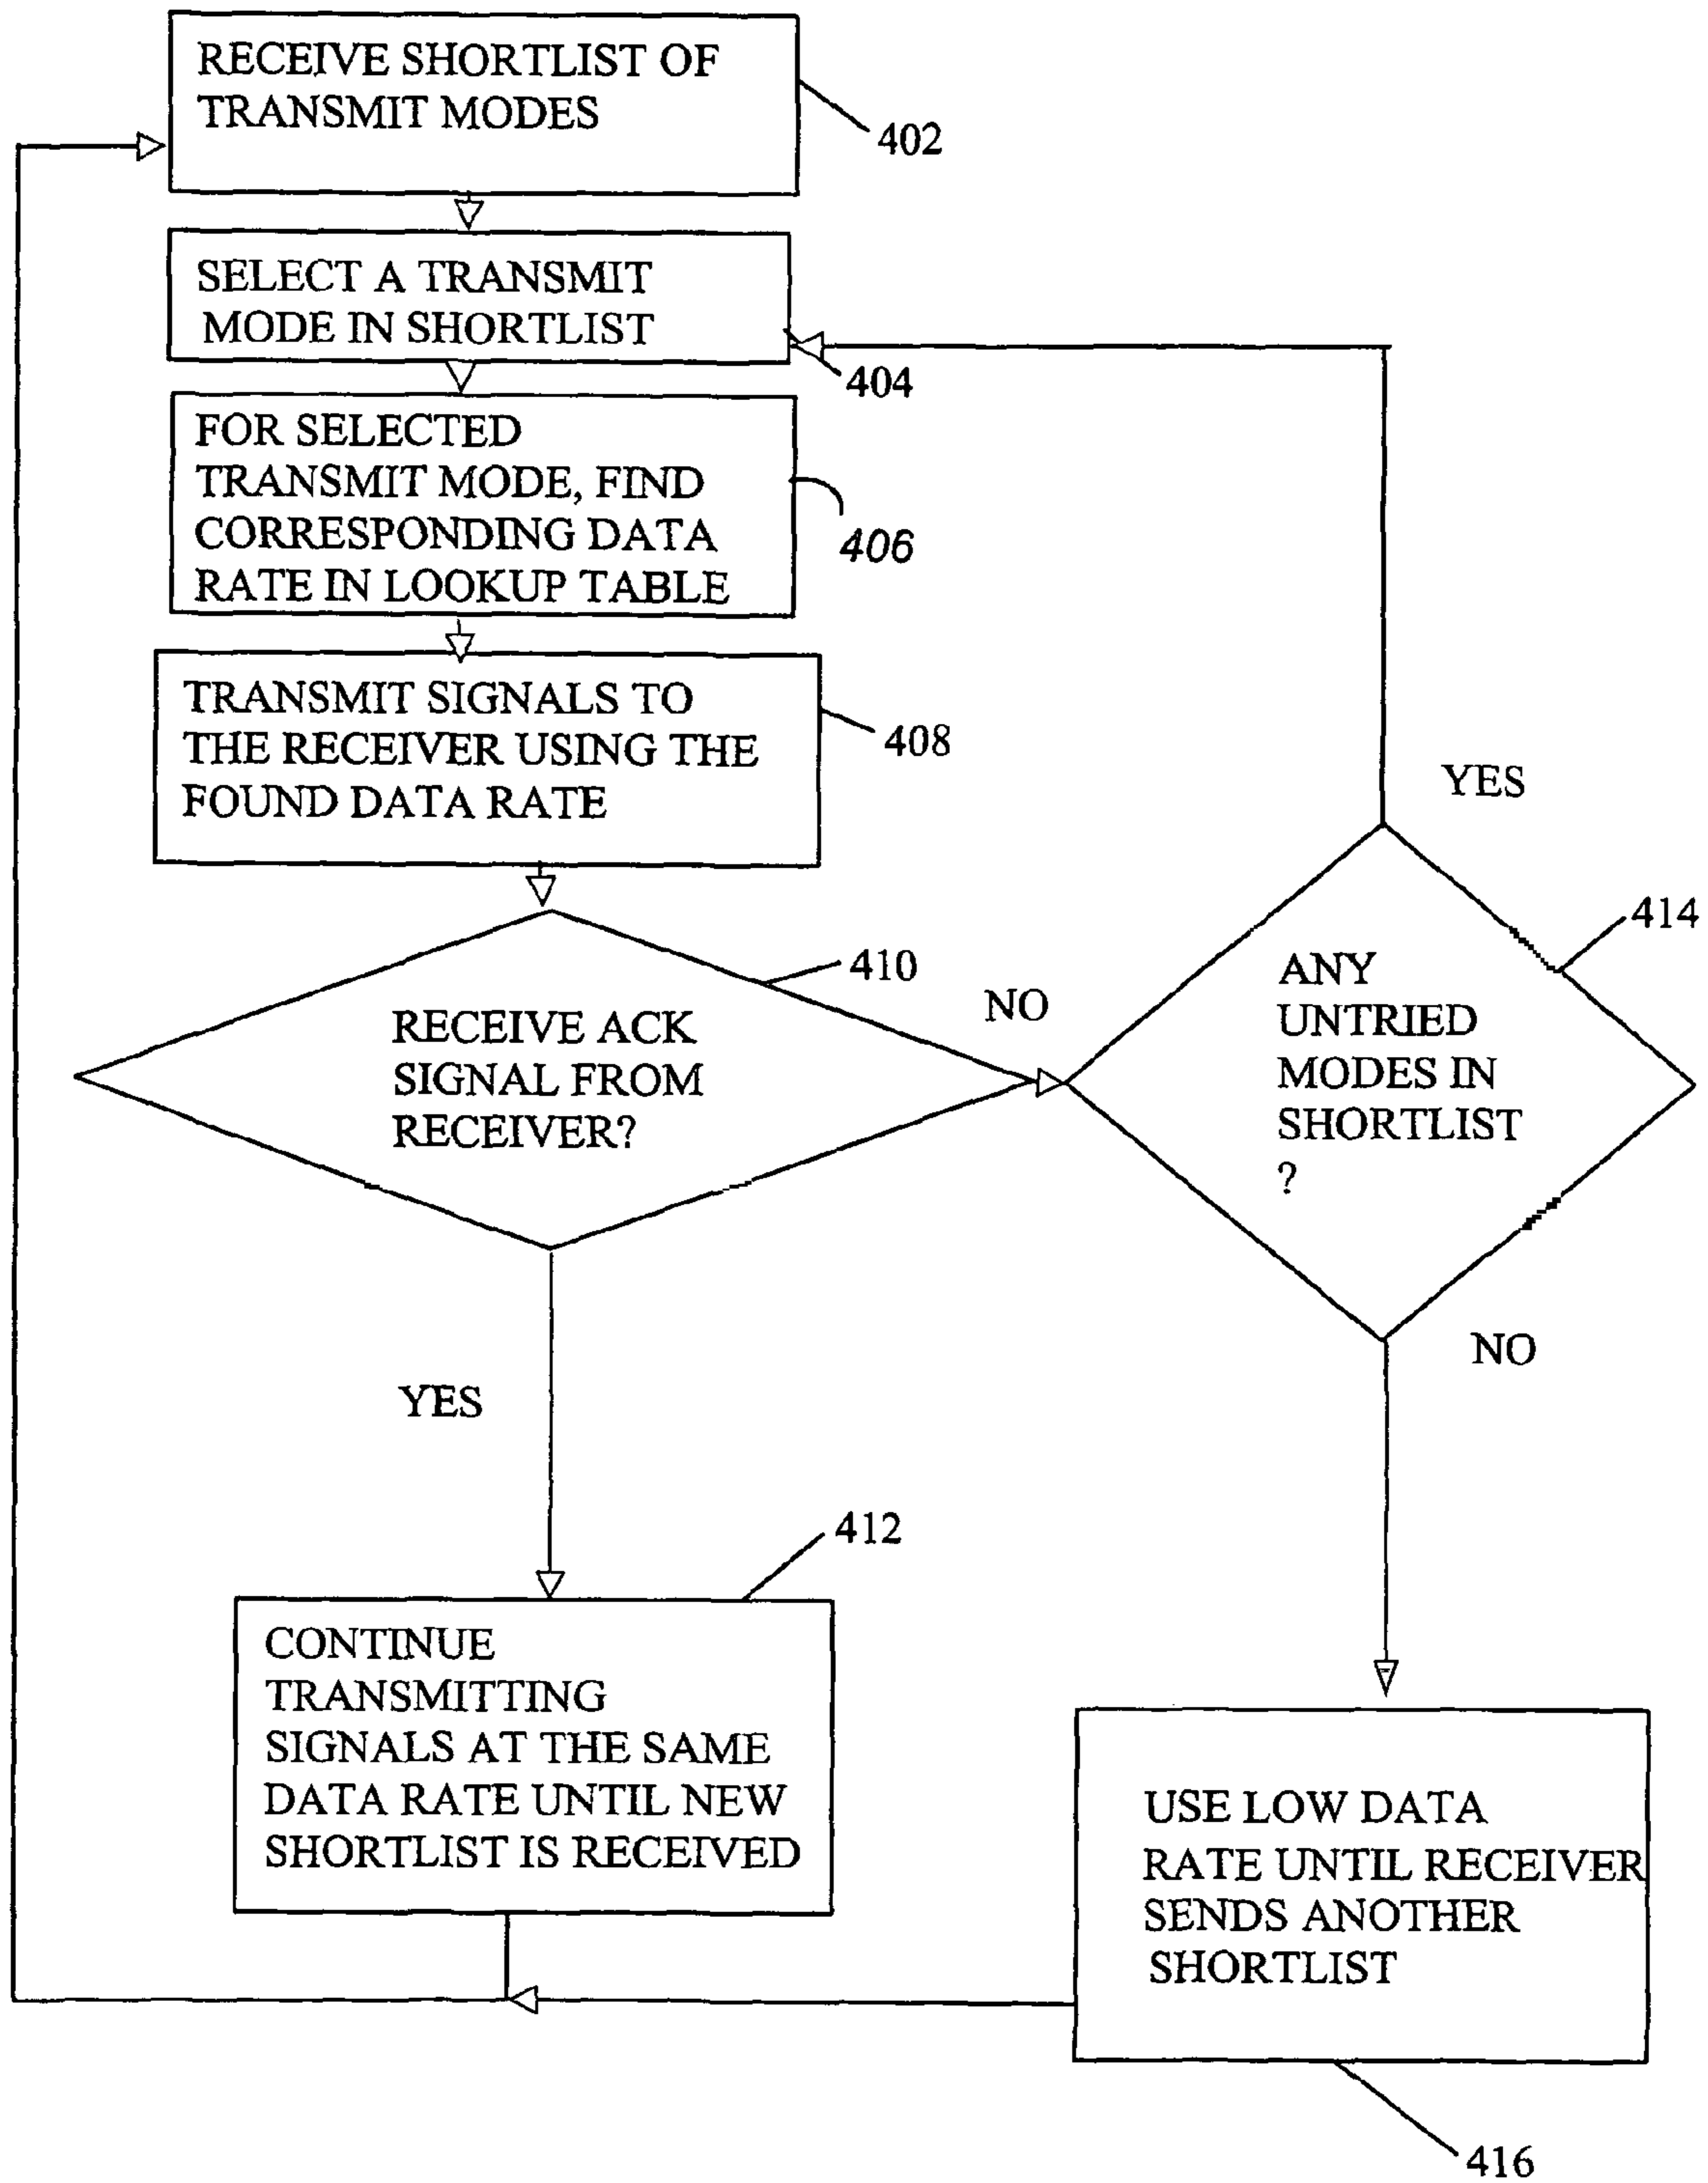 RECEIVE SHORTLIST OF
TRANSMIT MODES
402
SELECT A TRANSMIT
MODE IN SHORTLIST
404
FOR SELECTED
TRANSMIT MODE, FIND
CORRESPONDING DATA
RATE IN LOOKUP TABLE
406
TRANSMIT SIGNALS TO
THE RECEIVER USING THE
FOUND DATA RATE
408
YES
414
410
NO
RECEIVE ACK
SIGNAL FROM
RECEIVER?
ANY
UNTRIED
MODES IN
SHORTLIST
?
NO
YES
412
CONTINUE
TRANSMITTING
SIGNALS AT THE SAME
DATA RATE UNTIL NEW
SHORTLIST IS RECEIVED
USE LOW DATA
RATE UNTIL RECEIVER
SENDS ANOTHER
SHORTLIST
416